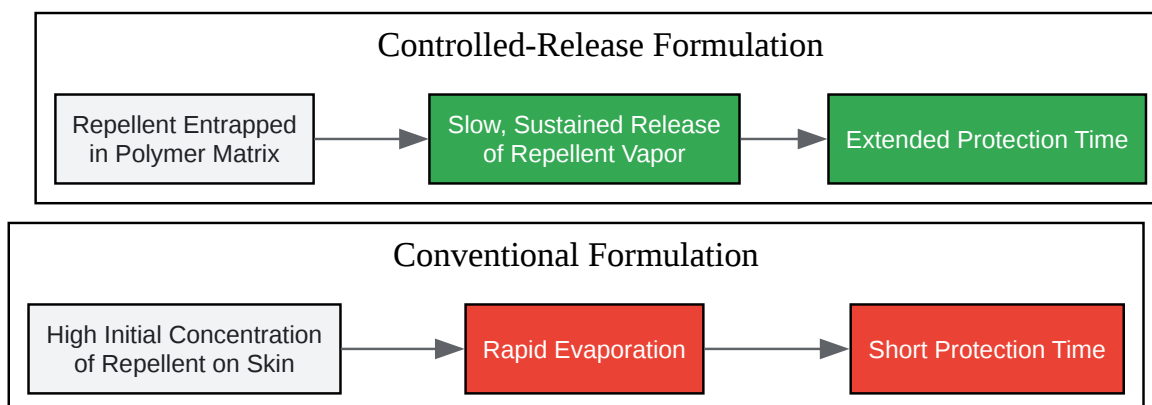 Controlled-Release Formulation
Repellent Entrapped
in Polymer Matrix
Slow, Sustained Release
of Repellent Vapor
Extended Protection Time
Conventional Formulation
High Initial Concentration
of Repellent on Skin
Rapid Evaporation
Short Protection Time